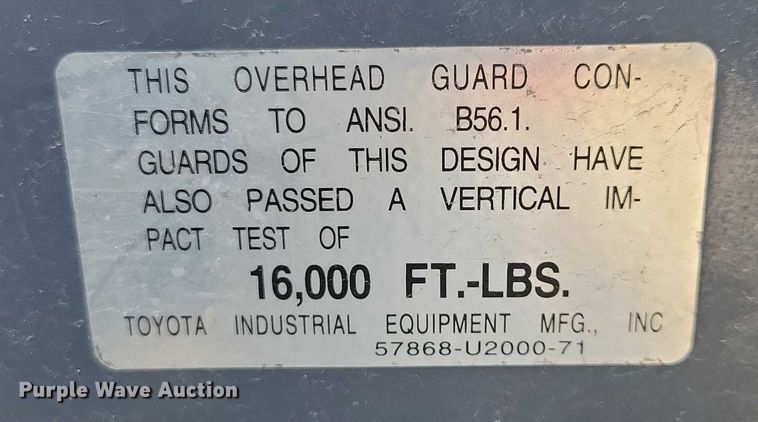 THIS OVERHEAD GUARD CON-
FORMS TO ANSI. B56.1.
GUARDS OF THIS DESIGN HAVE
ALSO PASSED A VERTICAL IM-
PACT TEST OF
16,000 FT.-LBS.
TOYOTA INDUSTRIAL EQUIPMENT MFG., INC
57868-U2000-71
Purple Wave Auction